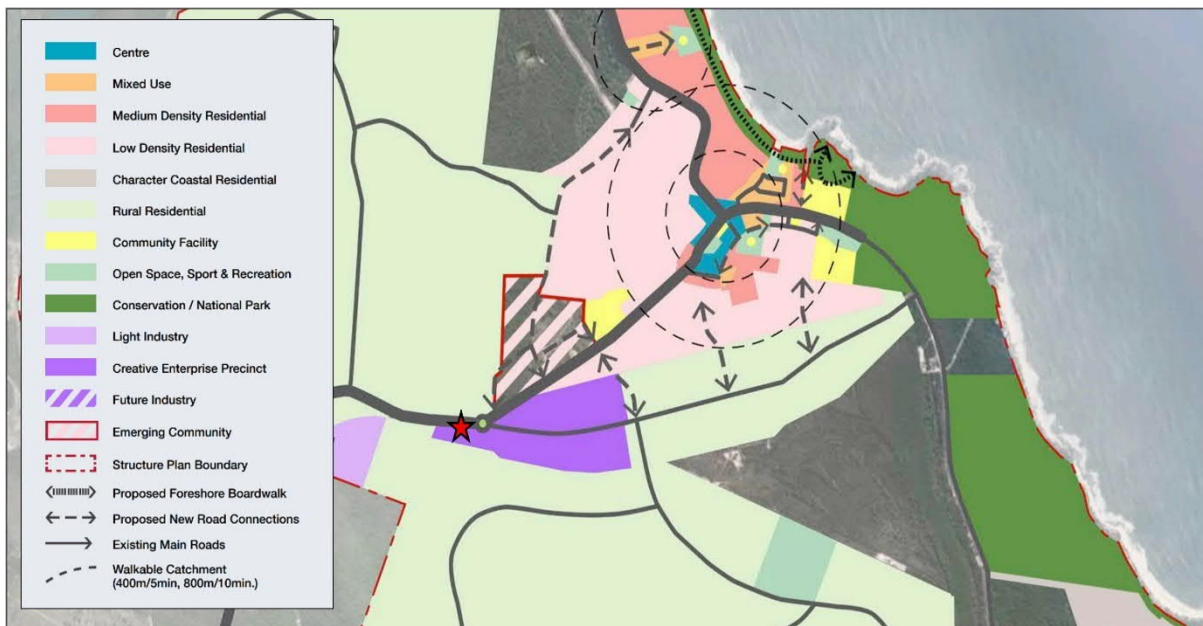 Centre
Mixed Use
Medium Density Residential
Low Density Residential
Character Coastal Residential
Rural Residential
Community Facility
Open Space, Sport & Recreation
Conservation / National Park
Light Industry
Creative Enterprise Precinct
Future Industry
Emerging Community
Structure Plan Boundary
Proposed Foreshore Boardwalk
Proposed New Road Connections
Existing Main Roads
Walkable Catchment
(400m/5min, 800m/10min.)